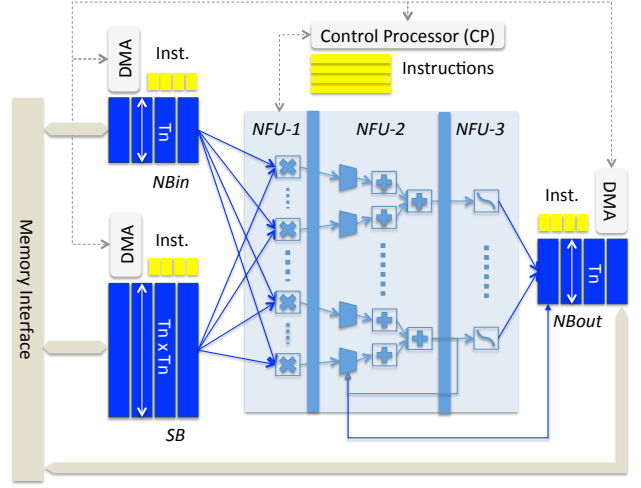 Control Processor (CP)
DMA
Inst.
Instructions
Tn
NBin
NFU-1
NFU-2
NFU-3
DMA
Inst.
Tn
NBout
Memory Interface
DMA
Inst.
Tn x Tn
SB